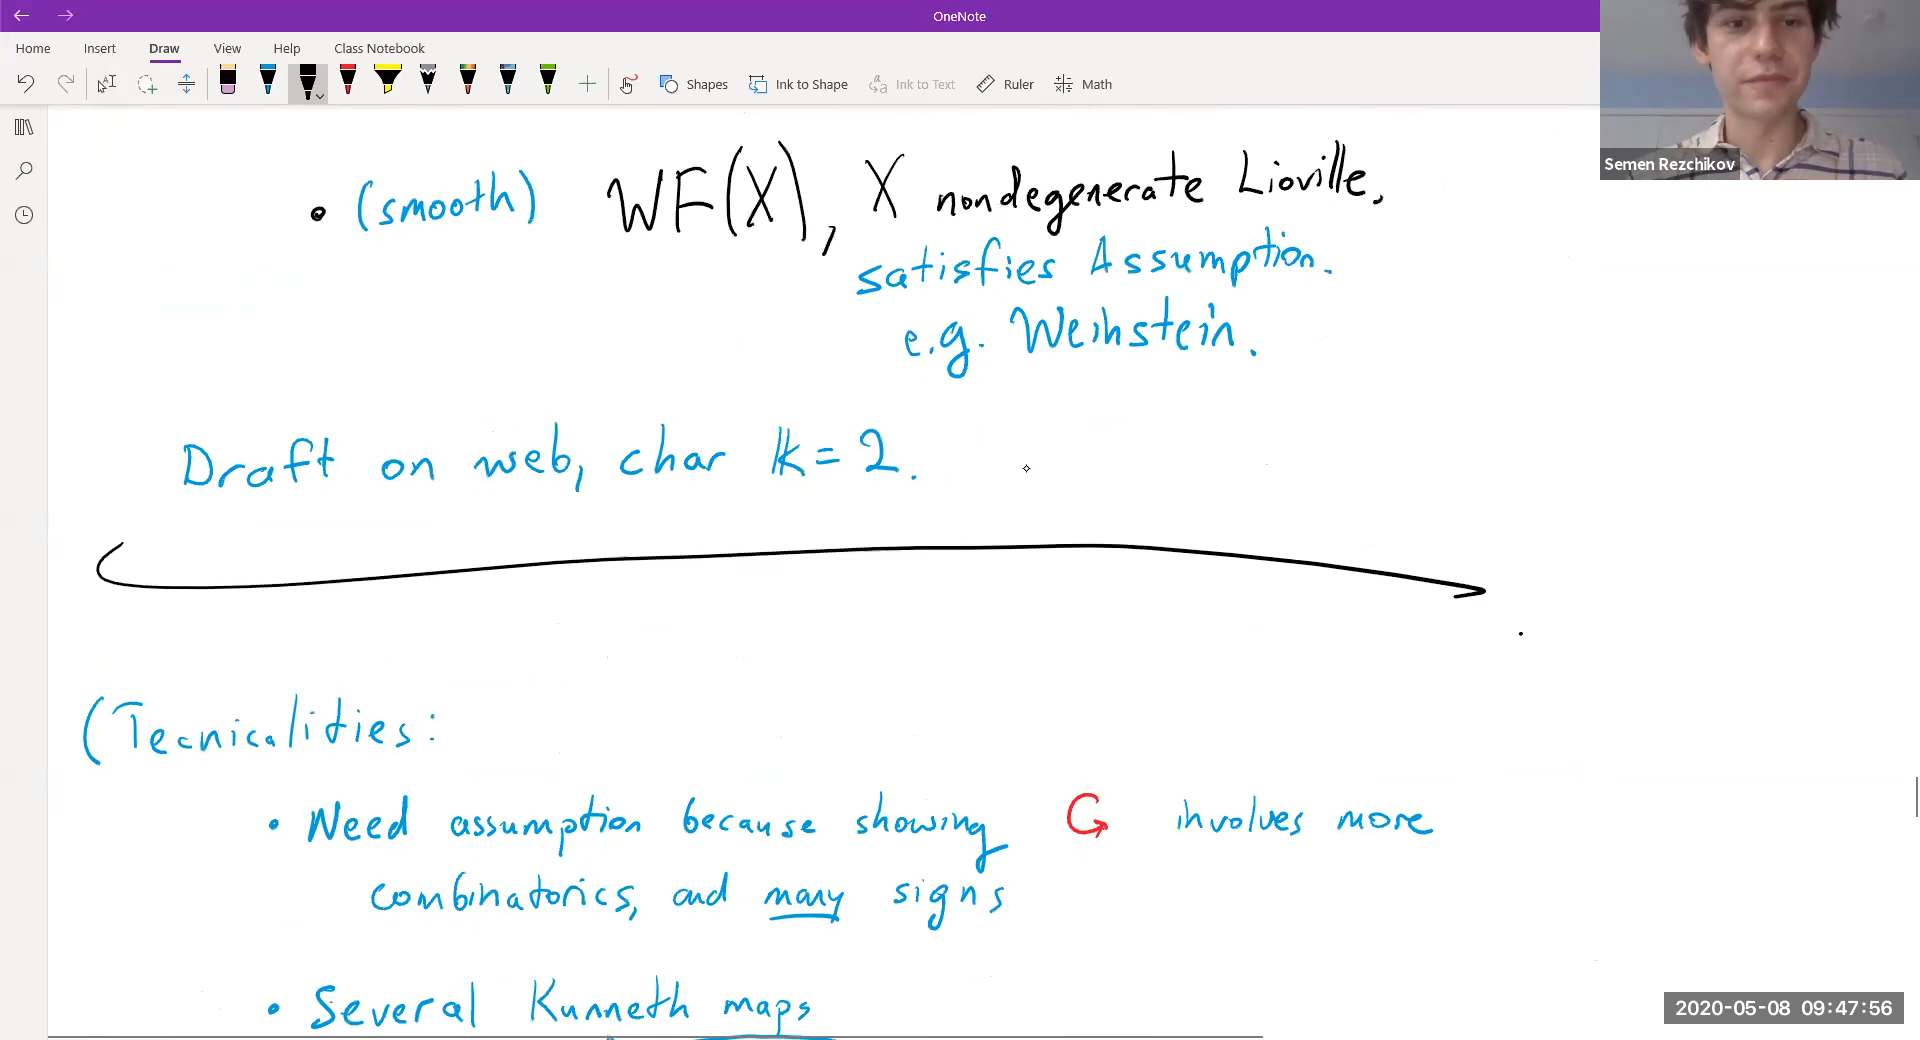 OneNote
Home Insert Draw View Help Class Notebook
Shapes Ink to Shape Ink to Text Ruler Math
Semen Rezchikov
• (smooth) WF(X), X nondegenerate Lioville,
satisfies Assumption.
e.g. Weinstein.
Draft on web, char 𝕜 = 2.
(Tecnicalities:
• Need assumption because showing involves more
combinatorics, and many signs
• Several Kunneth maps
2020-05-08 09:47:56